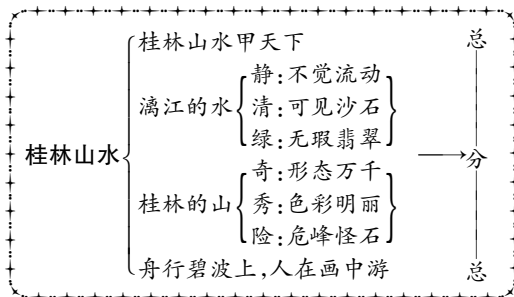 桂林山水甲天下 总
静:不觉流动
漓江的水 清:可见沙石
绿:无瑕翡翠
桂林山水 分
奇:形态万千
桂林的山 秀:色彩明丽
险:危峰怪石
舟行碧波上,人在画中游 总